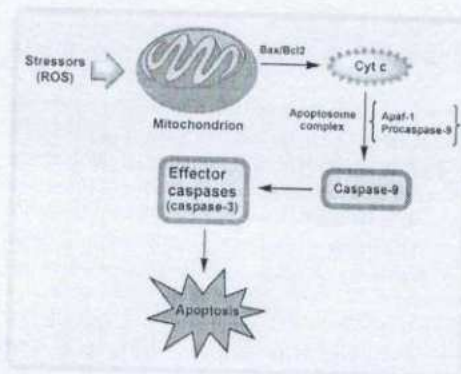 Stressors
(ROS)
Mitochondrion
Bax/Bcl2
Cyt c
Apoptosome
complex
Apaf-1
Procaspase-9
Caspase-9
Effector
caspases
(caspase-3)
Apoptosis